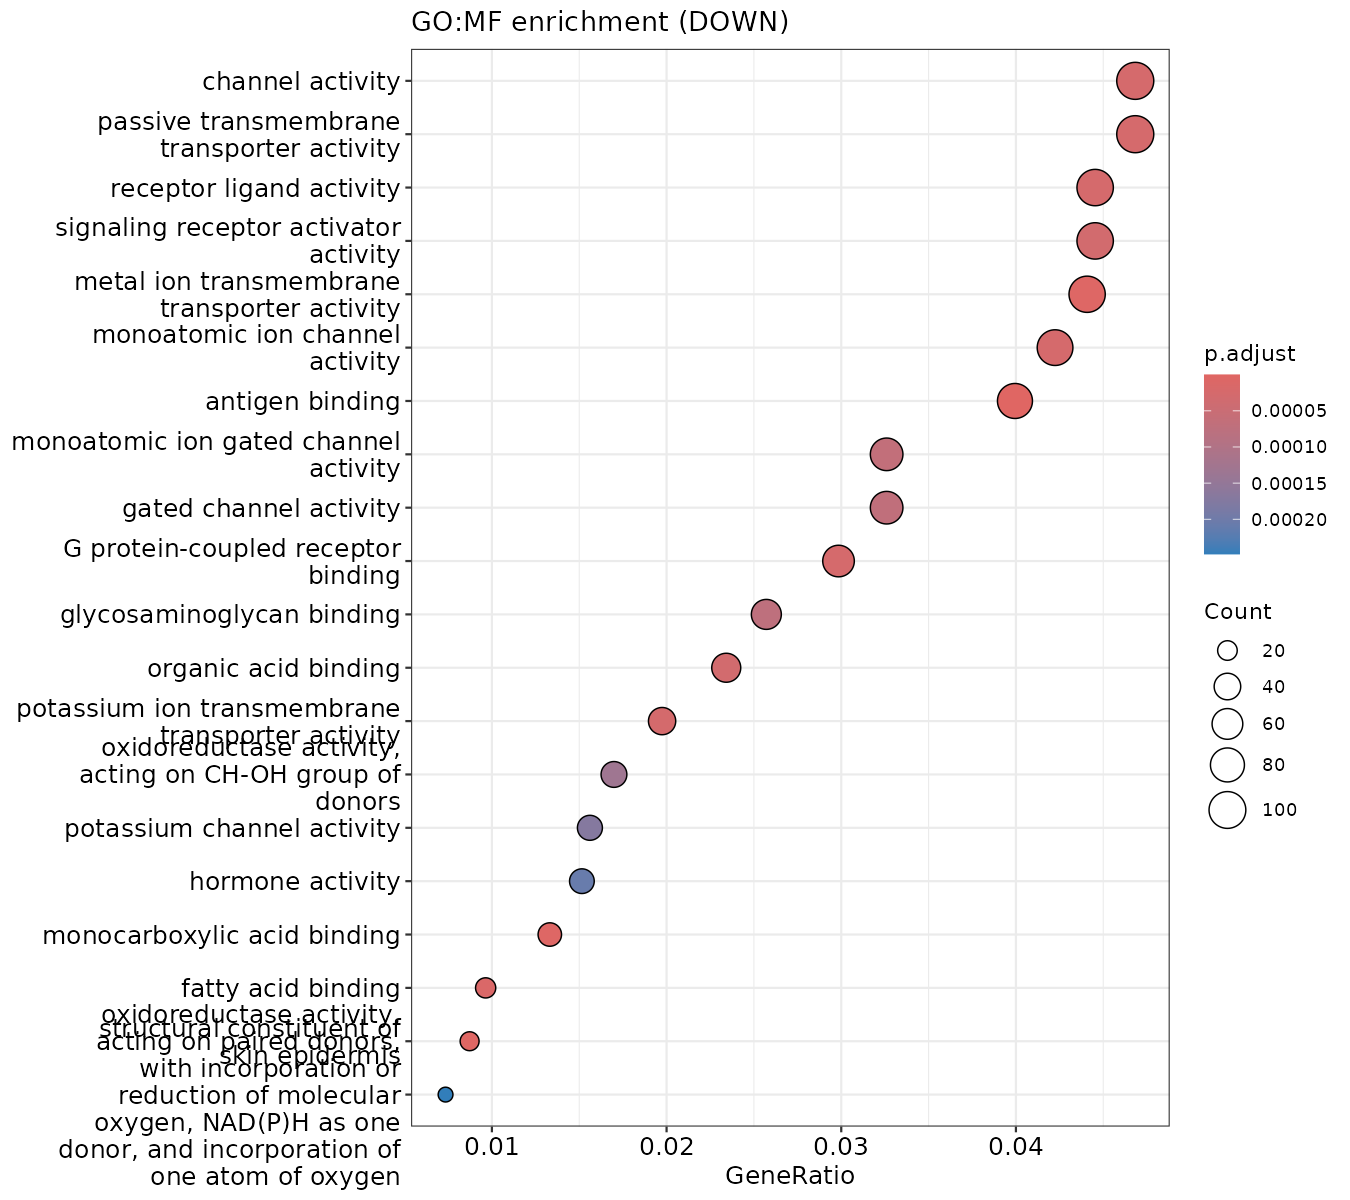 GO:MF enrichment (DOWN)
channel activity
passive transmembrane
transporter activity
receptor ligand activity
signaling receptor activator
activity
metal ion transmembrane
transporter activity
monoatomic ion channel
activity
antigen binding
monoatomic ion gated channel
activity
gated channel activity
G protein-coupled receptor
binding
glycosaminoglycan binding
organic acid binding
potassium ion transmembrane
transporter activity
oxidoreductase activity,
acting on CH-OH group of
donors
potassium channel activity
hormone activity
monocarboxylic acid binding
fatty acid binding
structural constituent of
skin epidermis
oxidoreductase activity,
acting on paired donors,
with incorporation or
reduction of molecular
oxygen, NAD(P)H as one
donor, and incorporation of
one atom of oxygen
0.01
0.02
0.03
0.04
GeneRatio
p.adjust
0.00005
0.00010
0.00015
0.00020
Count
20
40
60
80
100